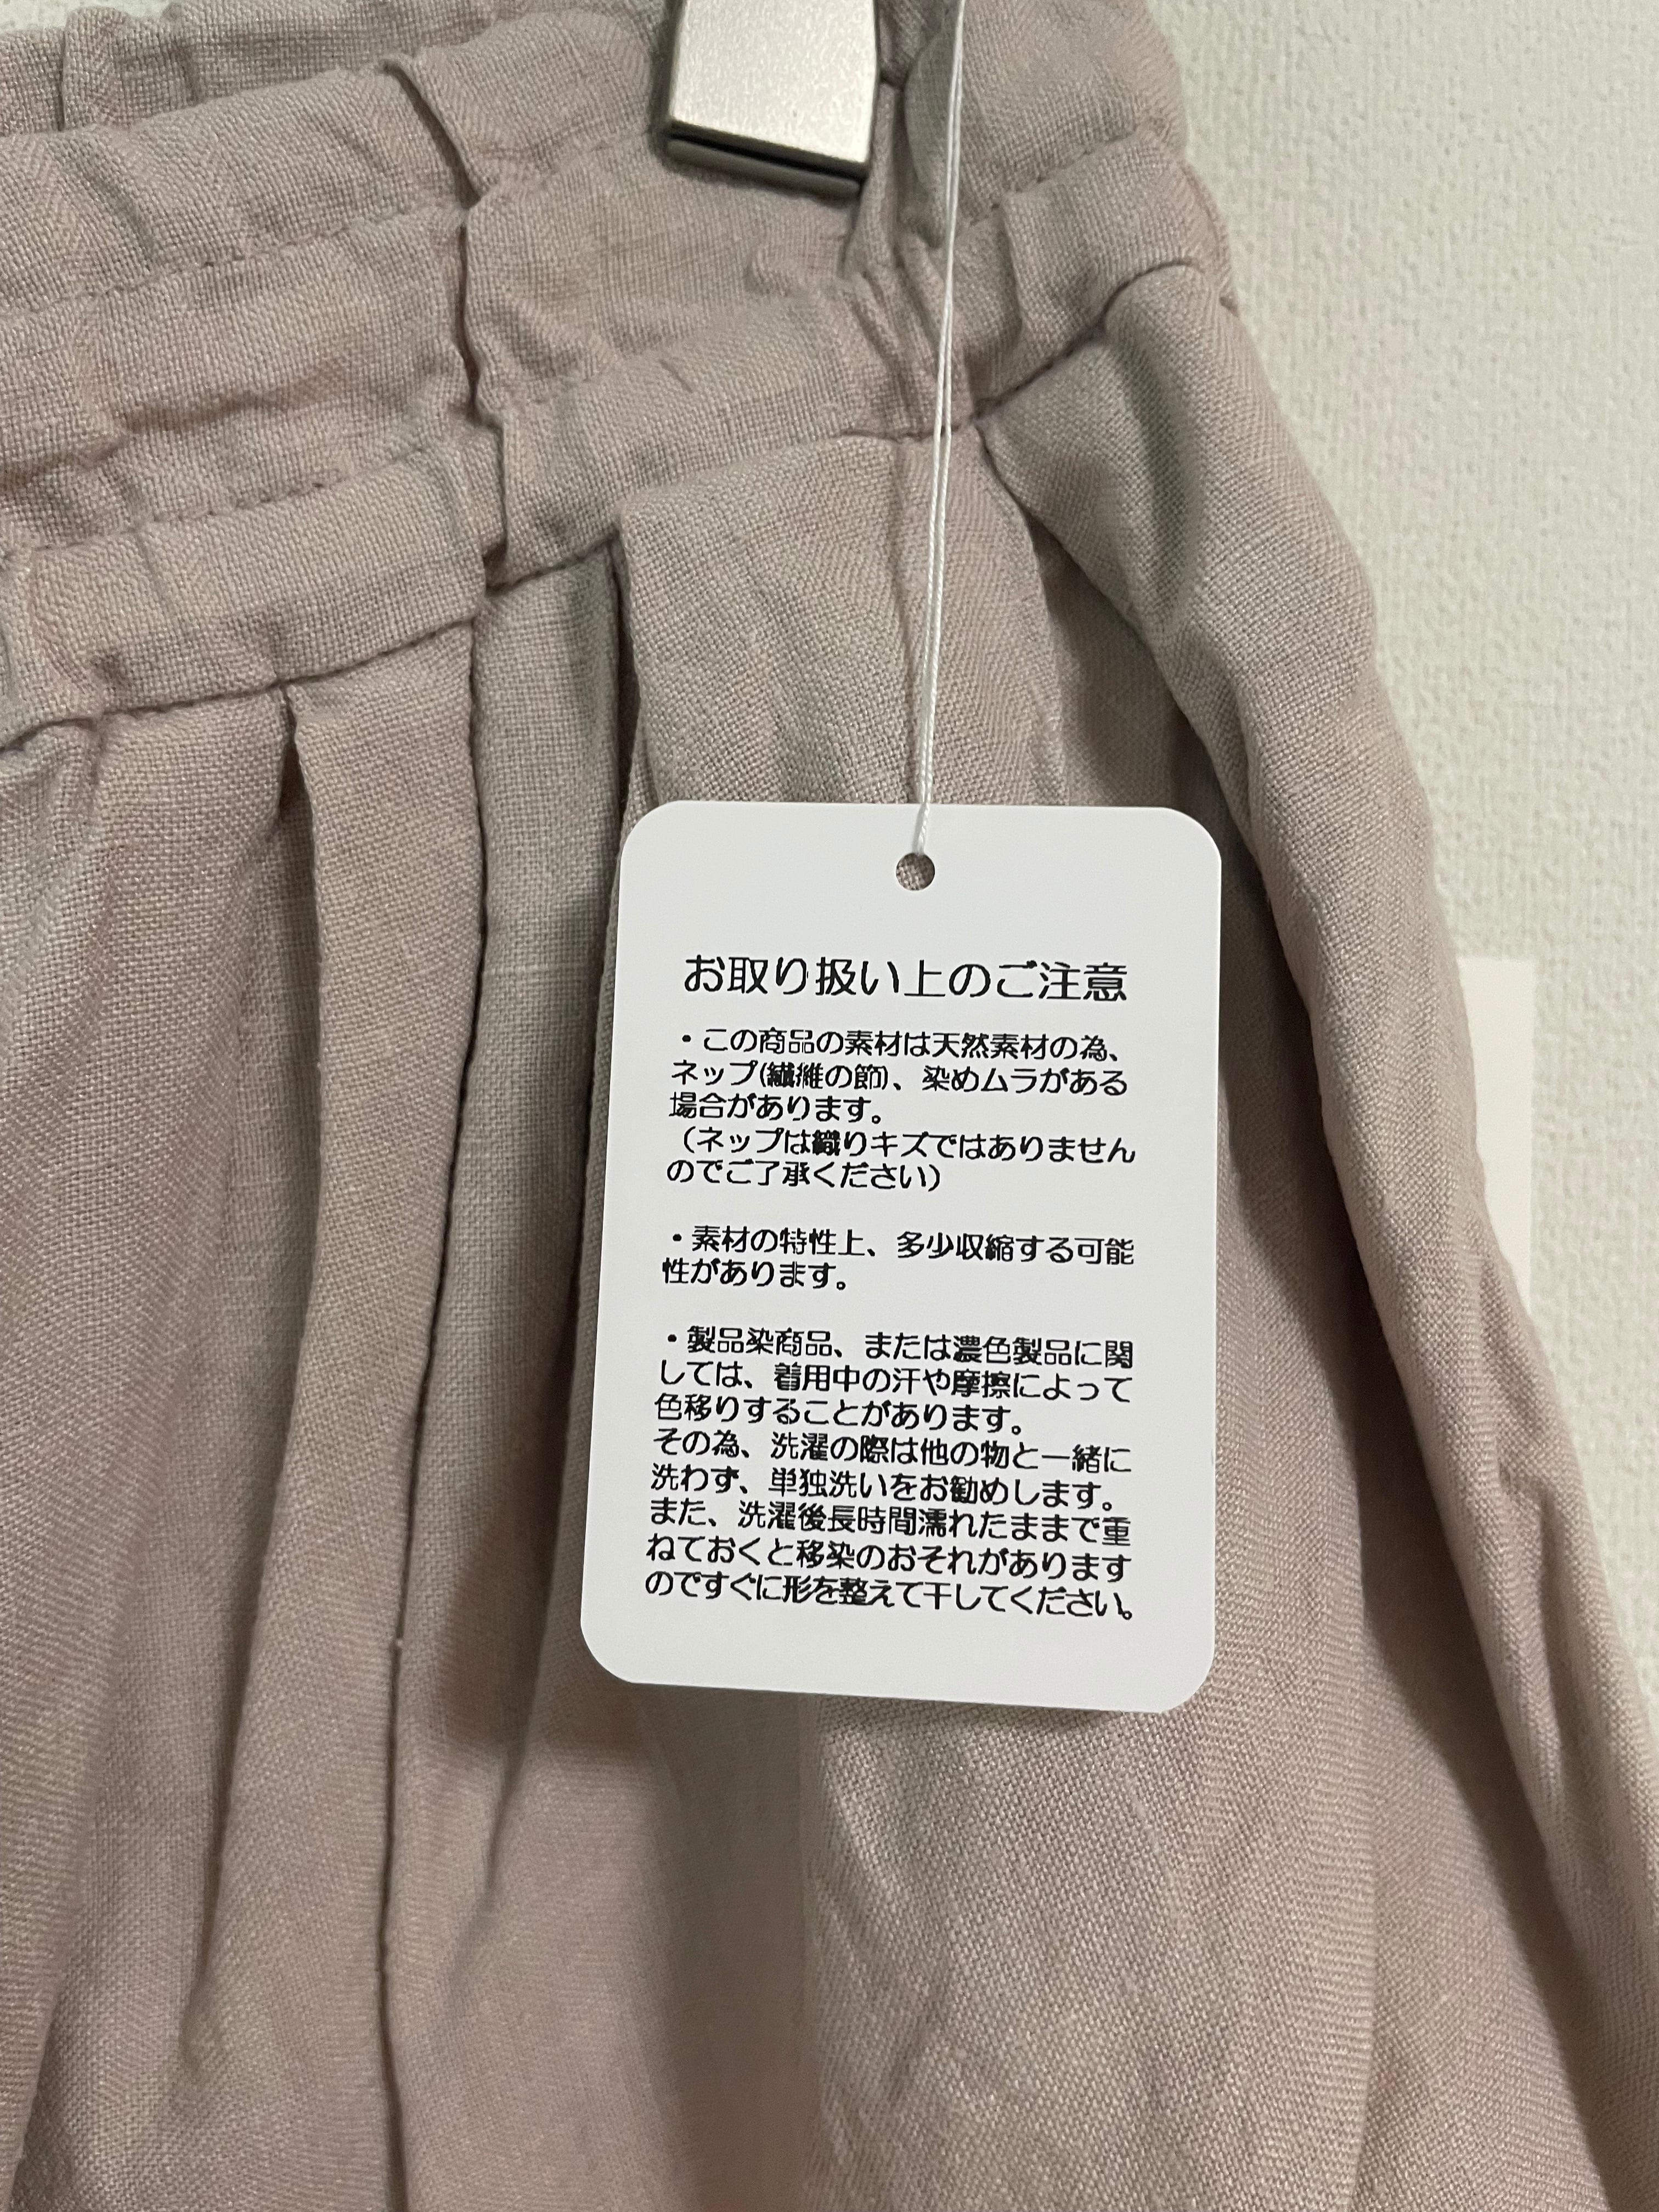 お取り扱い上のご注意
・この商品の素材は天然素材の為、
ネップ(繊維の節)、染めムラがある
場合があります。
（ネップは織りキズではありません
のでご了承ください）
・素材の特性上、多少収縮する可能
性があります。
・製品染商品、または濃色製品に関
しては、着用中の汗や摩擦によって
色移りすることがあります。
その為、洗濯の際は他の物と一緒に
洗わず、単独洗いをお勧めします。
また、洗濯後長時間濡れたままで重
ねておくと移染のおそれがあります
のですぐに形を整えて干してください。